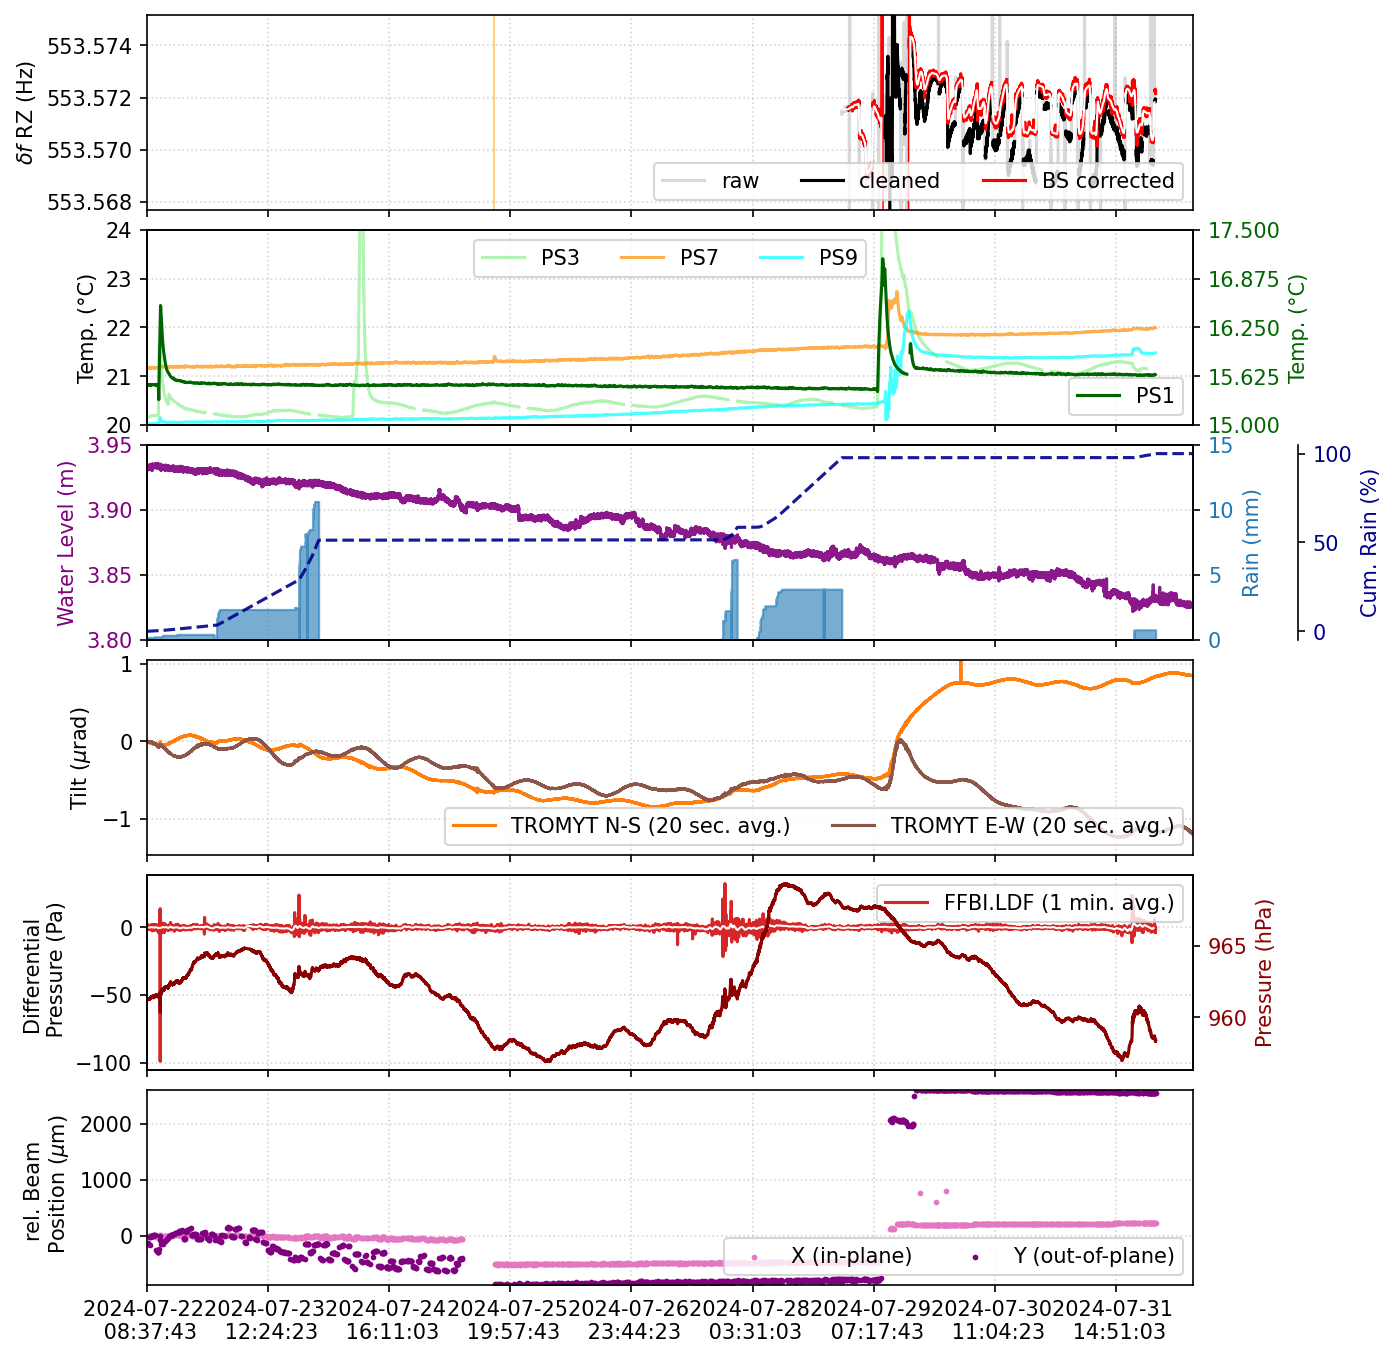 553.574
553.572
553.570
553.568
δf RZ (Hz)
raw
cleaned
BS corrected
24
23
22
21
20
Temp. (°C)
PS3
PS7
PS9
17.500
16.875
16.250
15.625
15.000
Temp. (°C)
PS1
3.95
3.90
3.85
3.80
Water Level (m)
15
10
5
0
Rain (mm)
100
50
0
Cum. Rain (%)
1
0
−1
Tilt (μrad)
TROMYT N-S (20 sec. avg.)
TROMYT E-W (20 sec. avg.)
0
−50
−100
Differential
Pressure (Pa)
FFBI.LDF (1 min. avg.)
965
960
Pressure (hPa)
2000
1000
0
rel. Beam
Position (μm)
X (in-plane)
Y (out-of-plane)
2024-07-22 2024-07-23 2024-07-24 2024-07-25 2024-07-26 2024-07-28 2024-07-29 2024-07-30 2024-07-31
08:37:43 12:24:23 16:11:03 19:57:43 23:44:23 03:31:03 07:17:43 11:04:23 14:51:03